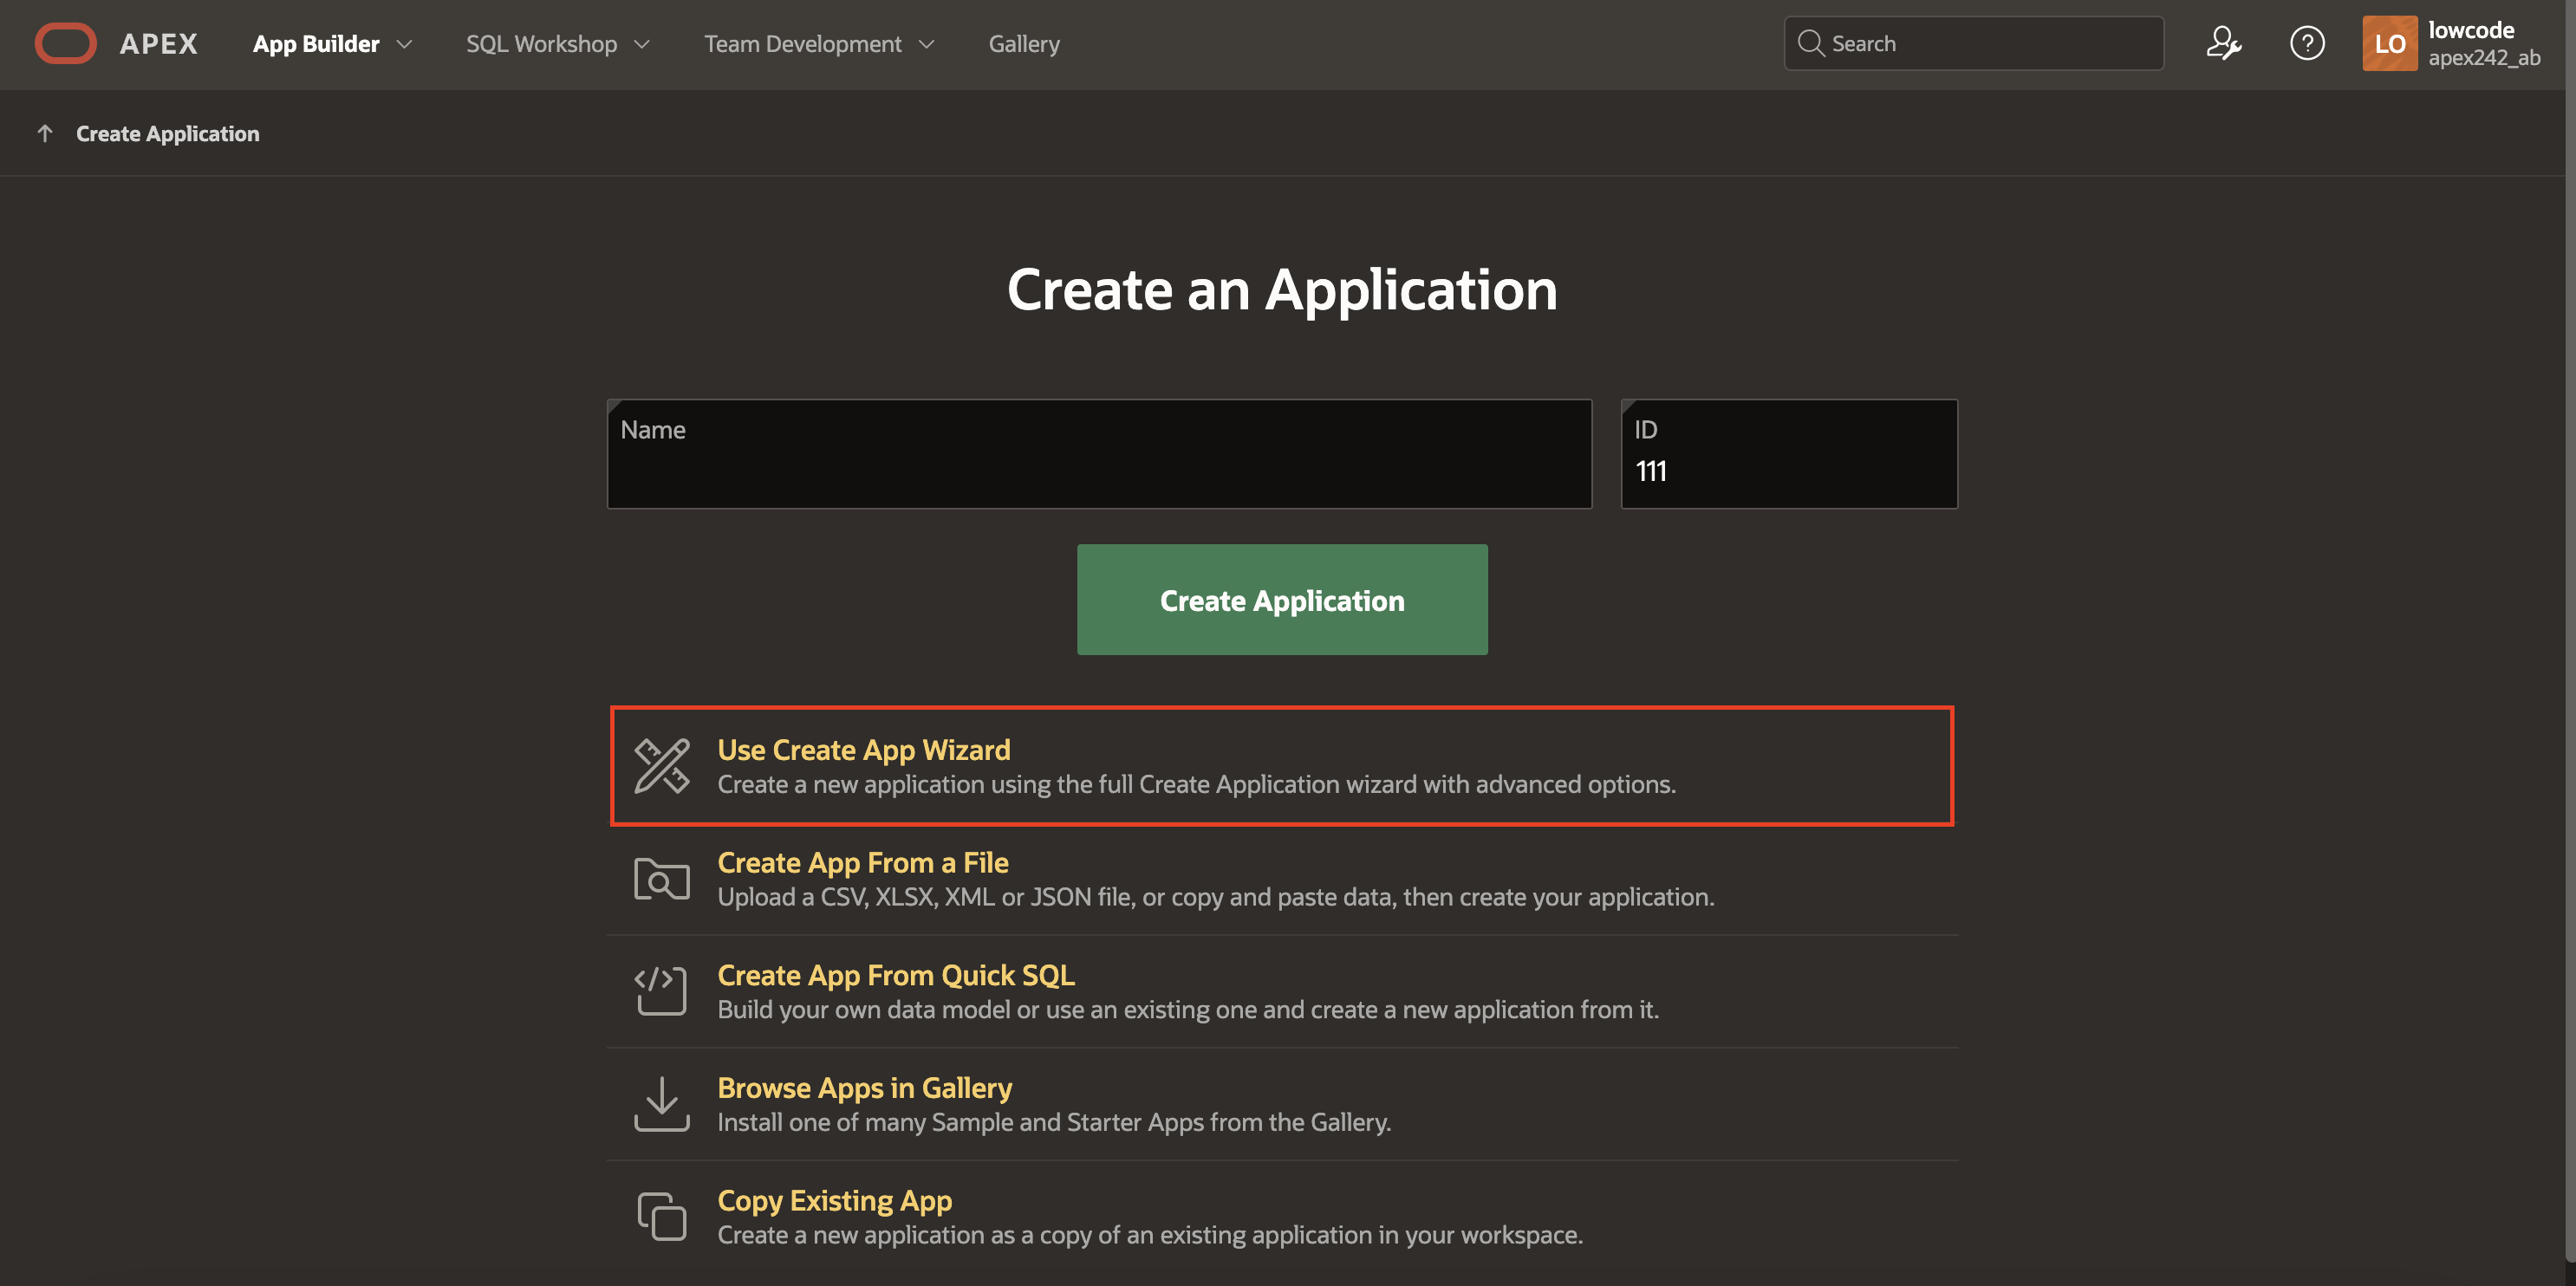 APEX App Builder SQL Workshop Team Development Gallery Search ? LO lowcode
apex242_ab
Create Application
Create an Application
Name ID
111
Create Application
Use Create App Wizard
Create a new application using the full Create Application wizard with advanced options.
Create App From a File
Upload a CSV, XLSX, XML or JSON file, or copy and paste data, then create your application.
Create App From Quick SQL
Build your own data model or use an existing one and create a new application from it.
Browse Apps in Gallery
Install one of many Sample and Starter Apps from the Gallery.
Copy Existing App
Create a new application as a copy of an existing application in your workspace.